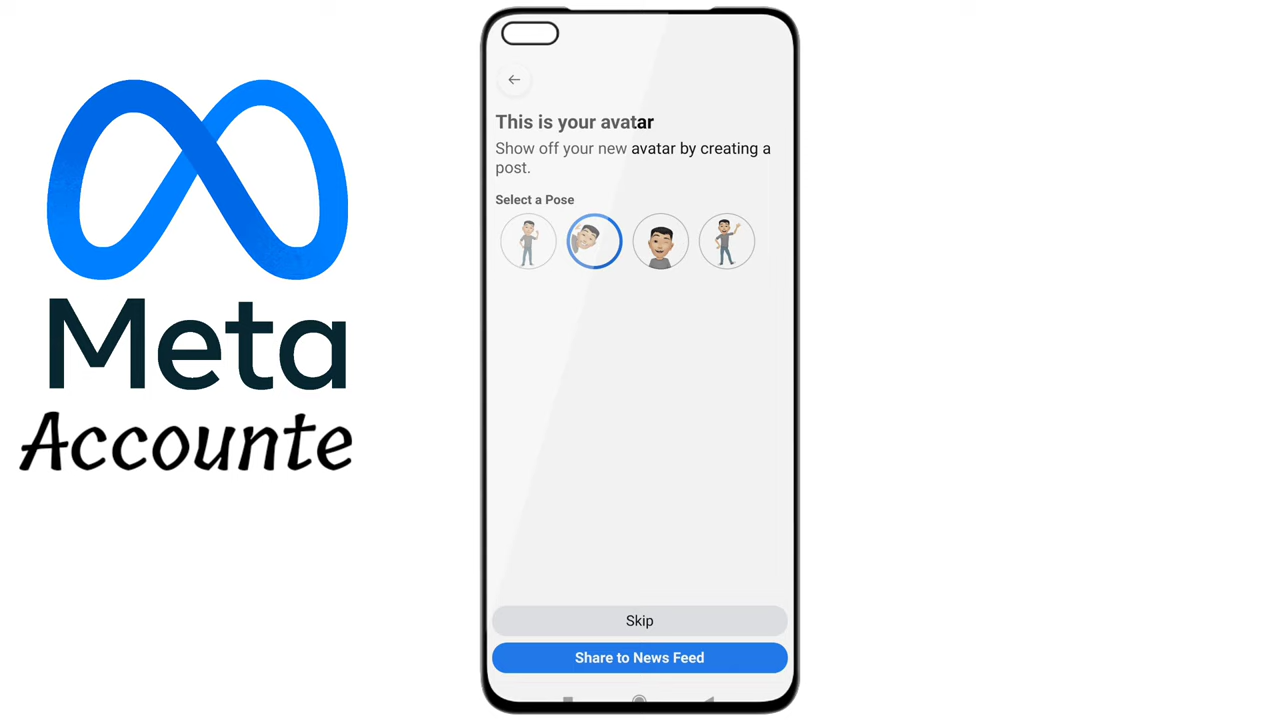 Meta
Accounte
This is your avatar
Show off your new avatar by creating a
post.
Select a Pose
Skip
Share to News Feed